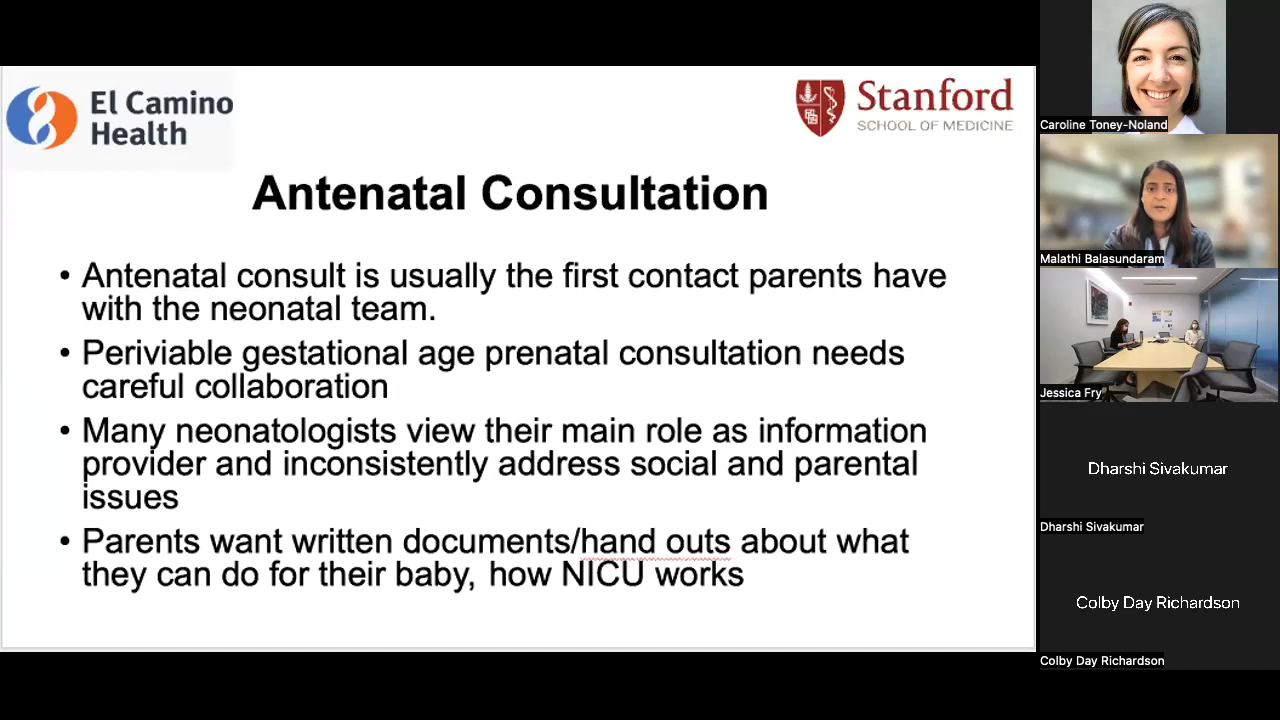 El Camino
Health
Stanford
SCHOOL OF MEDICINE
Antenatal Consultation
• Antenatal consult is usually the first contact parents have
with the neonatal team.
• Periviable gestational age prenatal consultation needs
careful collaboration
• Many neonatologists view their main role as information
provider and inconsistently address social and parental
issues
• Parents want written documents/hand outs about what
they can do for their baby, how NICU works
Caroline Toney-Noland
Malathi Balasundaram
Jessica Fry
Dharshi Sivakumar
Dharshi Sivakumar
Colby Day Richardson
Colby Day Richardson